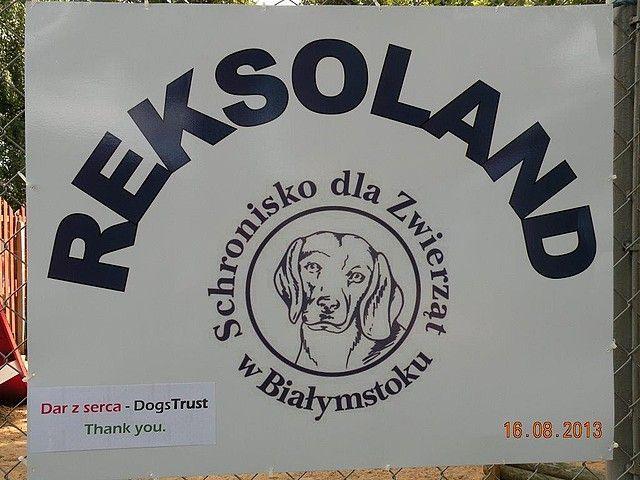 REKSOLAND
Schronisko dla Zwierząt
w Białymstoku
Dar z serca - DogsTrust
Thank you.
16.08.2013